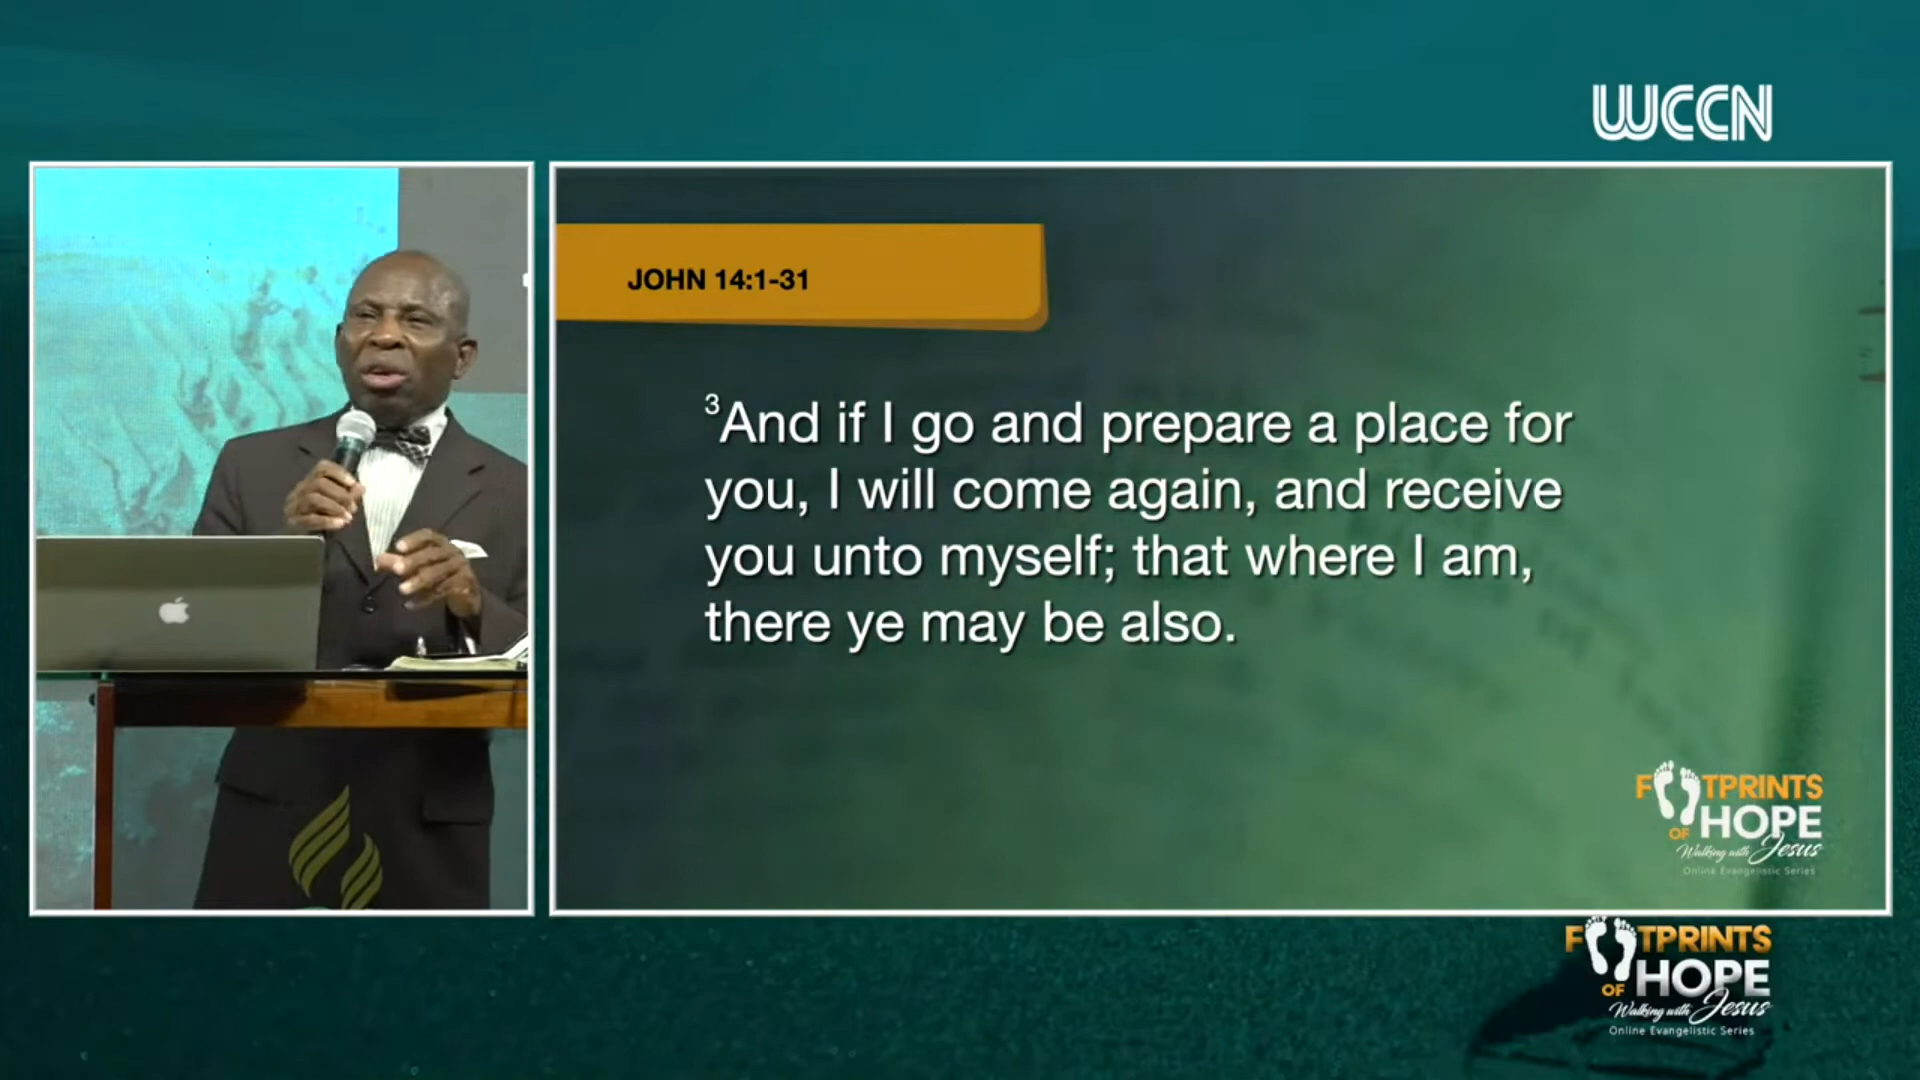 WCCN
JOHN 14:1-31
3And if I go and prepare a place for
you, I will come again, and receive
you unto myself; that where I am,
there ye may be also.
FOOTPRINTS
OF HOPE
Walking with Jesus
Online Evangelistic Series
FOOTPRINTS
OF HOPE
Walking with Jesus
Online Evangelistic Series